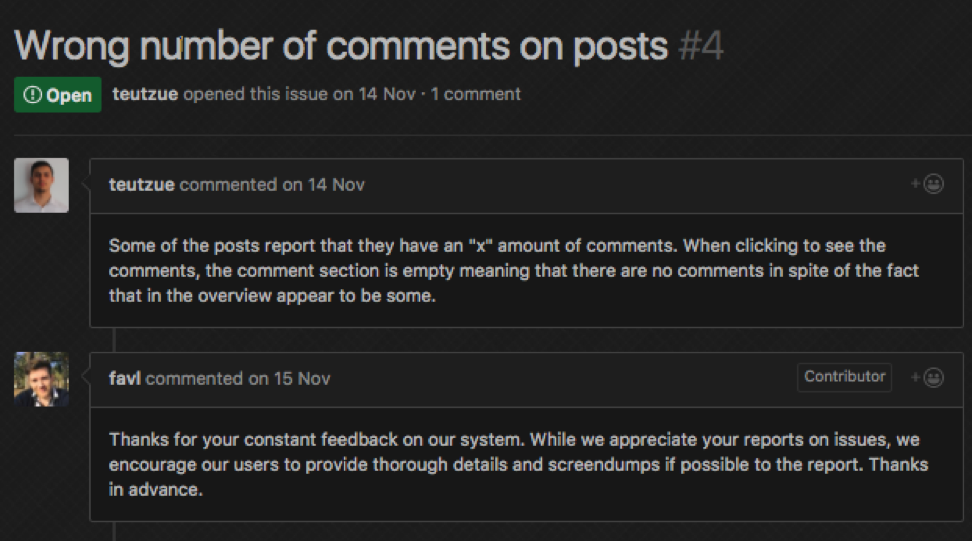 Wrong number of comments on posts #4
Open teutzue opened this issue on 14 Nov · 1 comment
teutzue commented on 14 Nov
Some of the posts report that they have an "x" amount of comments. When clicking to see the
comments, the comment section is empty meaning that there are no comments in spite of the fact
that in the overview appear to be some.
favl commented on 15 Nov Contributor
Thanks for your constant feedback on our system. While we appreciate your reports on issues, we
encourage our users to provide thorough details and screendumps if possible to the report. Thanks
in advance.